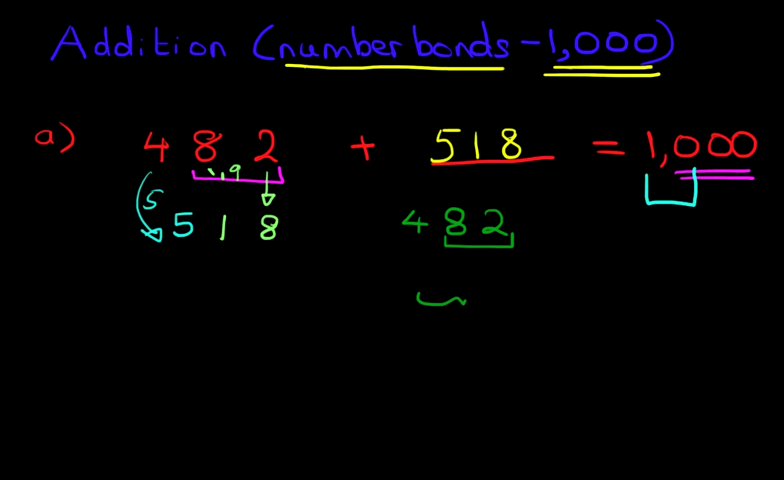 Addition (number bonds - 1,000)
a) 482 + 518 = 1,000
9
5
518
482